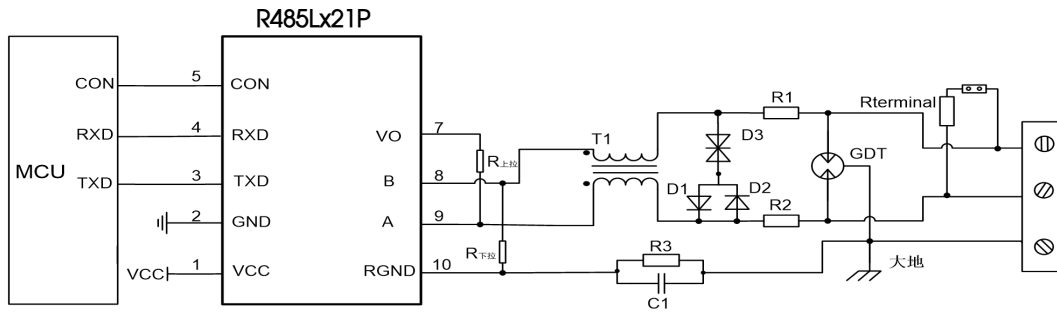 R485Lx21P
MCU
CON
RXD
TXD
5
4
3
2
1
VCC
CON
RXD
TXD
GND
VCC
VO
B
A
RGND
7
8
9
10
R上拉
R下拉
T1
D3
D1
D2
R1
R2
R3
C1
GDT
Rterminal
大地